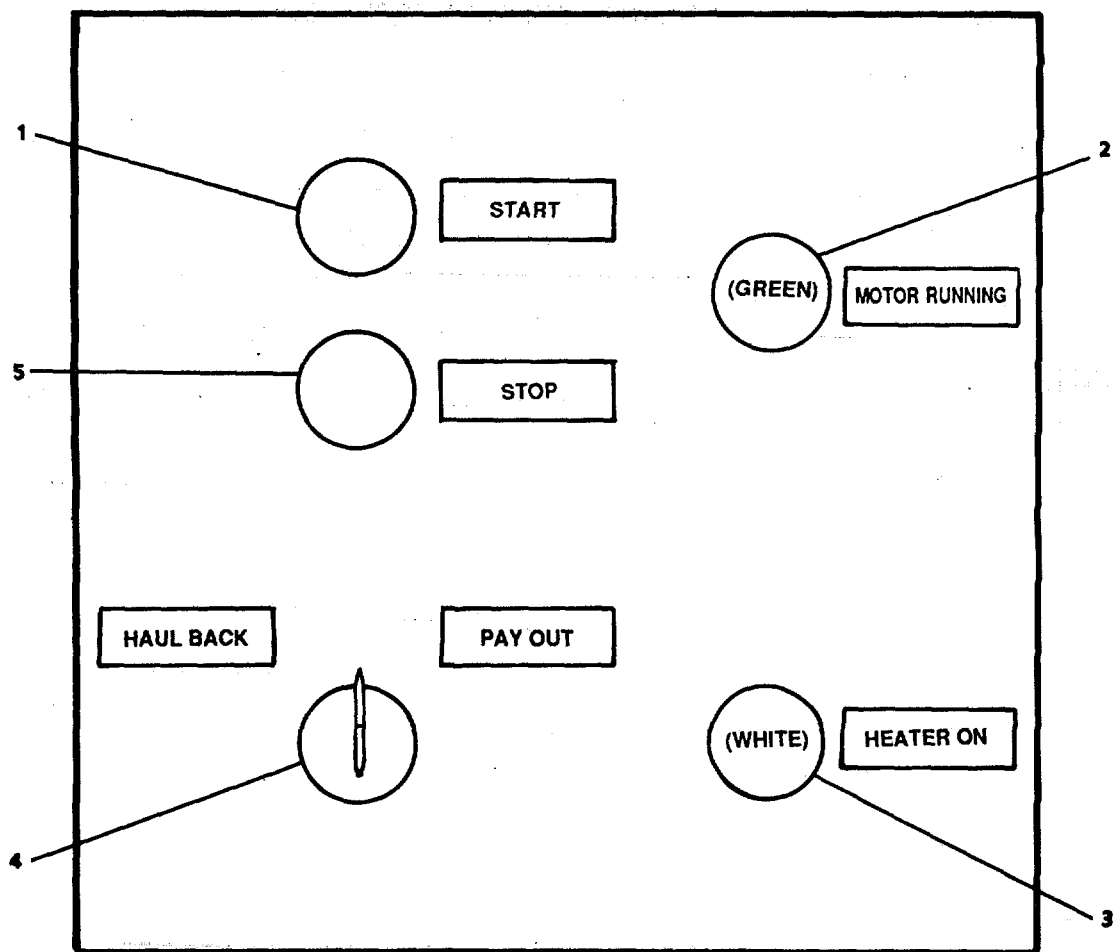 1
START
2
(GREEN)
MOTOR RUNNING
5
STOP
HAUL BACK
PAY OUT
(WHITE)
HEATER ON
4
3